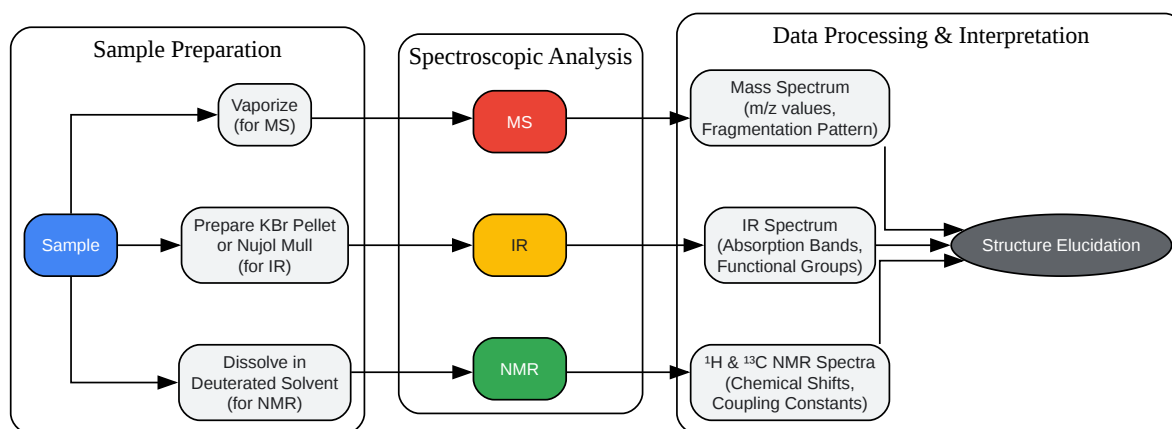 Sample Preparation
Spectroscopic Analysis
Data Processing & Interpretation
Vaporize
(for MS)
MS
Mass Spectrum
(m/z values,
Fragmentation Pattern)
Sample
Prepare KBr Pellet
or Nujol Mull
(for IR)
IR
IR Spectrum
(Absorption Bands,
Functional Groups)
Structure Elucidation
Dissolve in
Deuterated Solvent
(for NMR)
NMR
¹H & ¹³C NMR Spectra
(Chemical Shifts,
Coupling Constants)